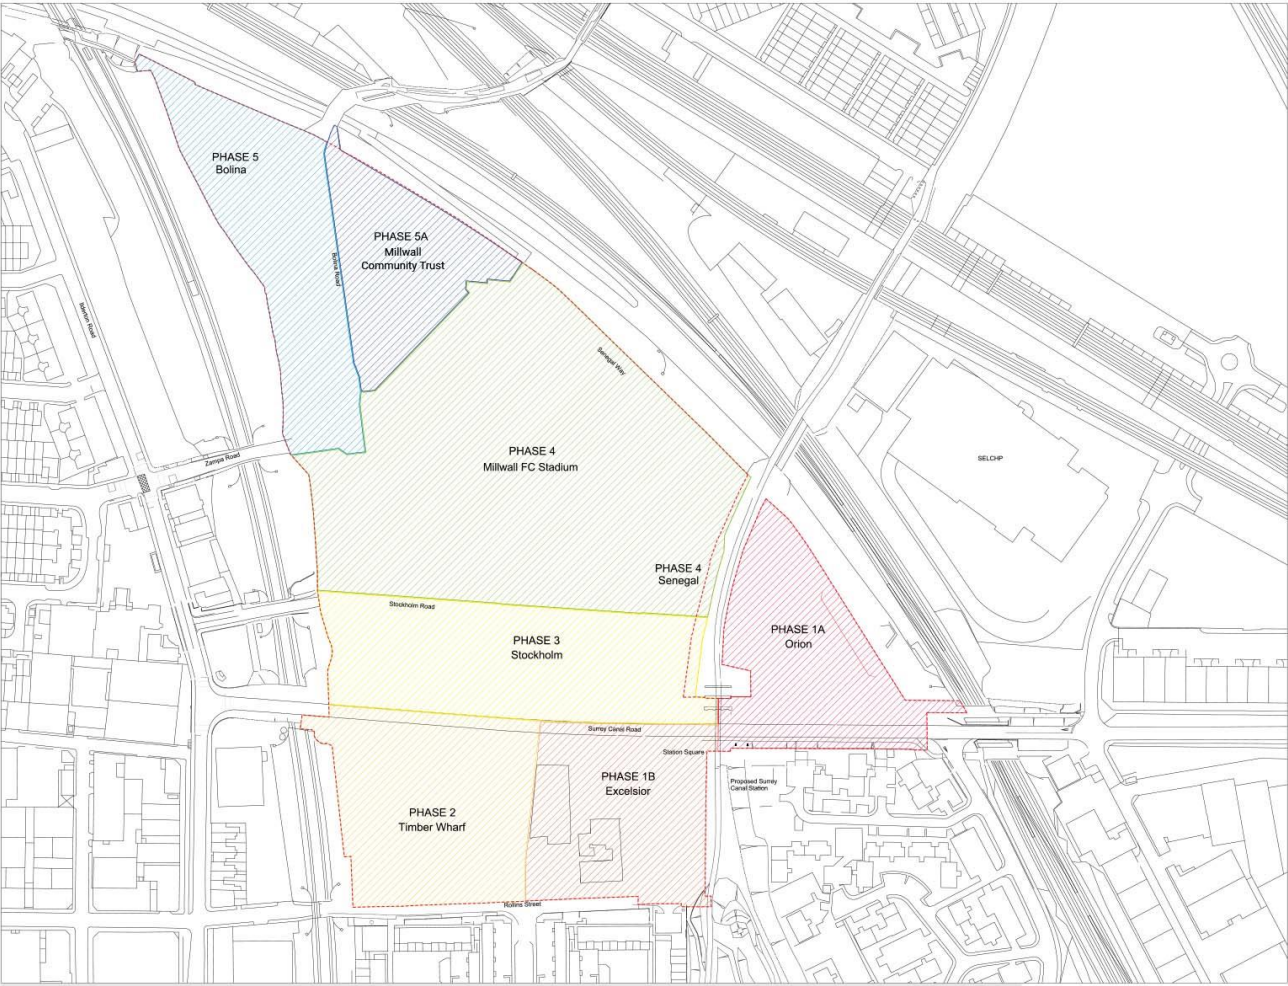 PHASE 5
Bolina
PHASE 5A
Millwall
Community Trust
Bolina Road
Ilderton Road
Senegal Way
Zampa Road
PHASE 4
Millwall FC Stadium
SELCHP
PHASE 4
Senegal
Stockholm Road
PHASE 3
Stockholm
PHASE 1A
Orion
Surrey Canal Road
Station Square
PHASE 1B
Excelsior
Proposed Surrey
Canal Station
PHASE 2
Timber Wharf
Rollins Street